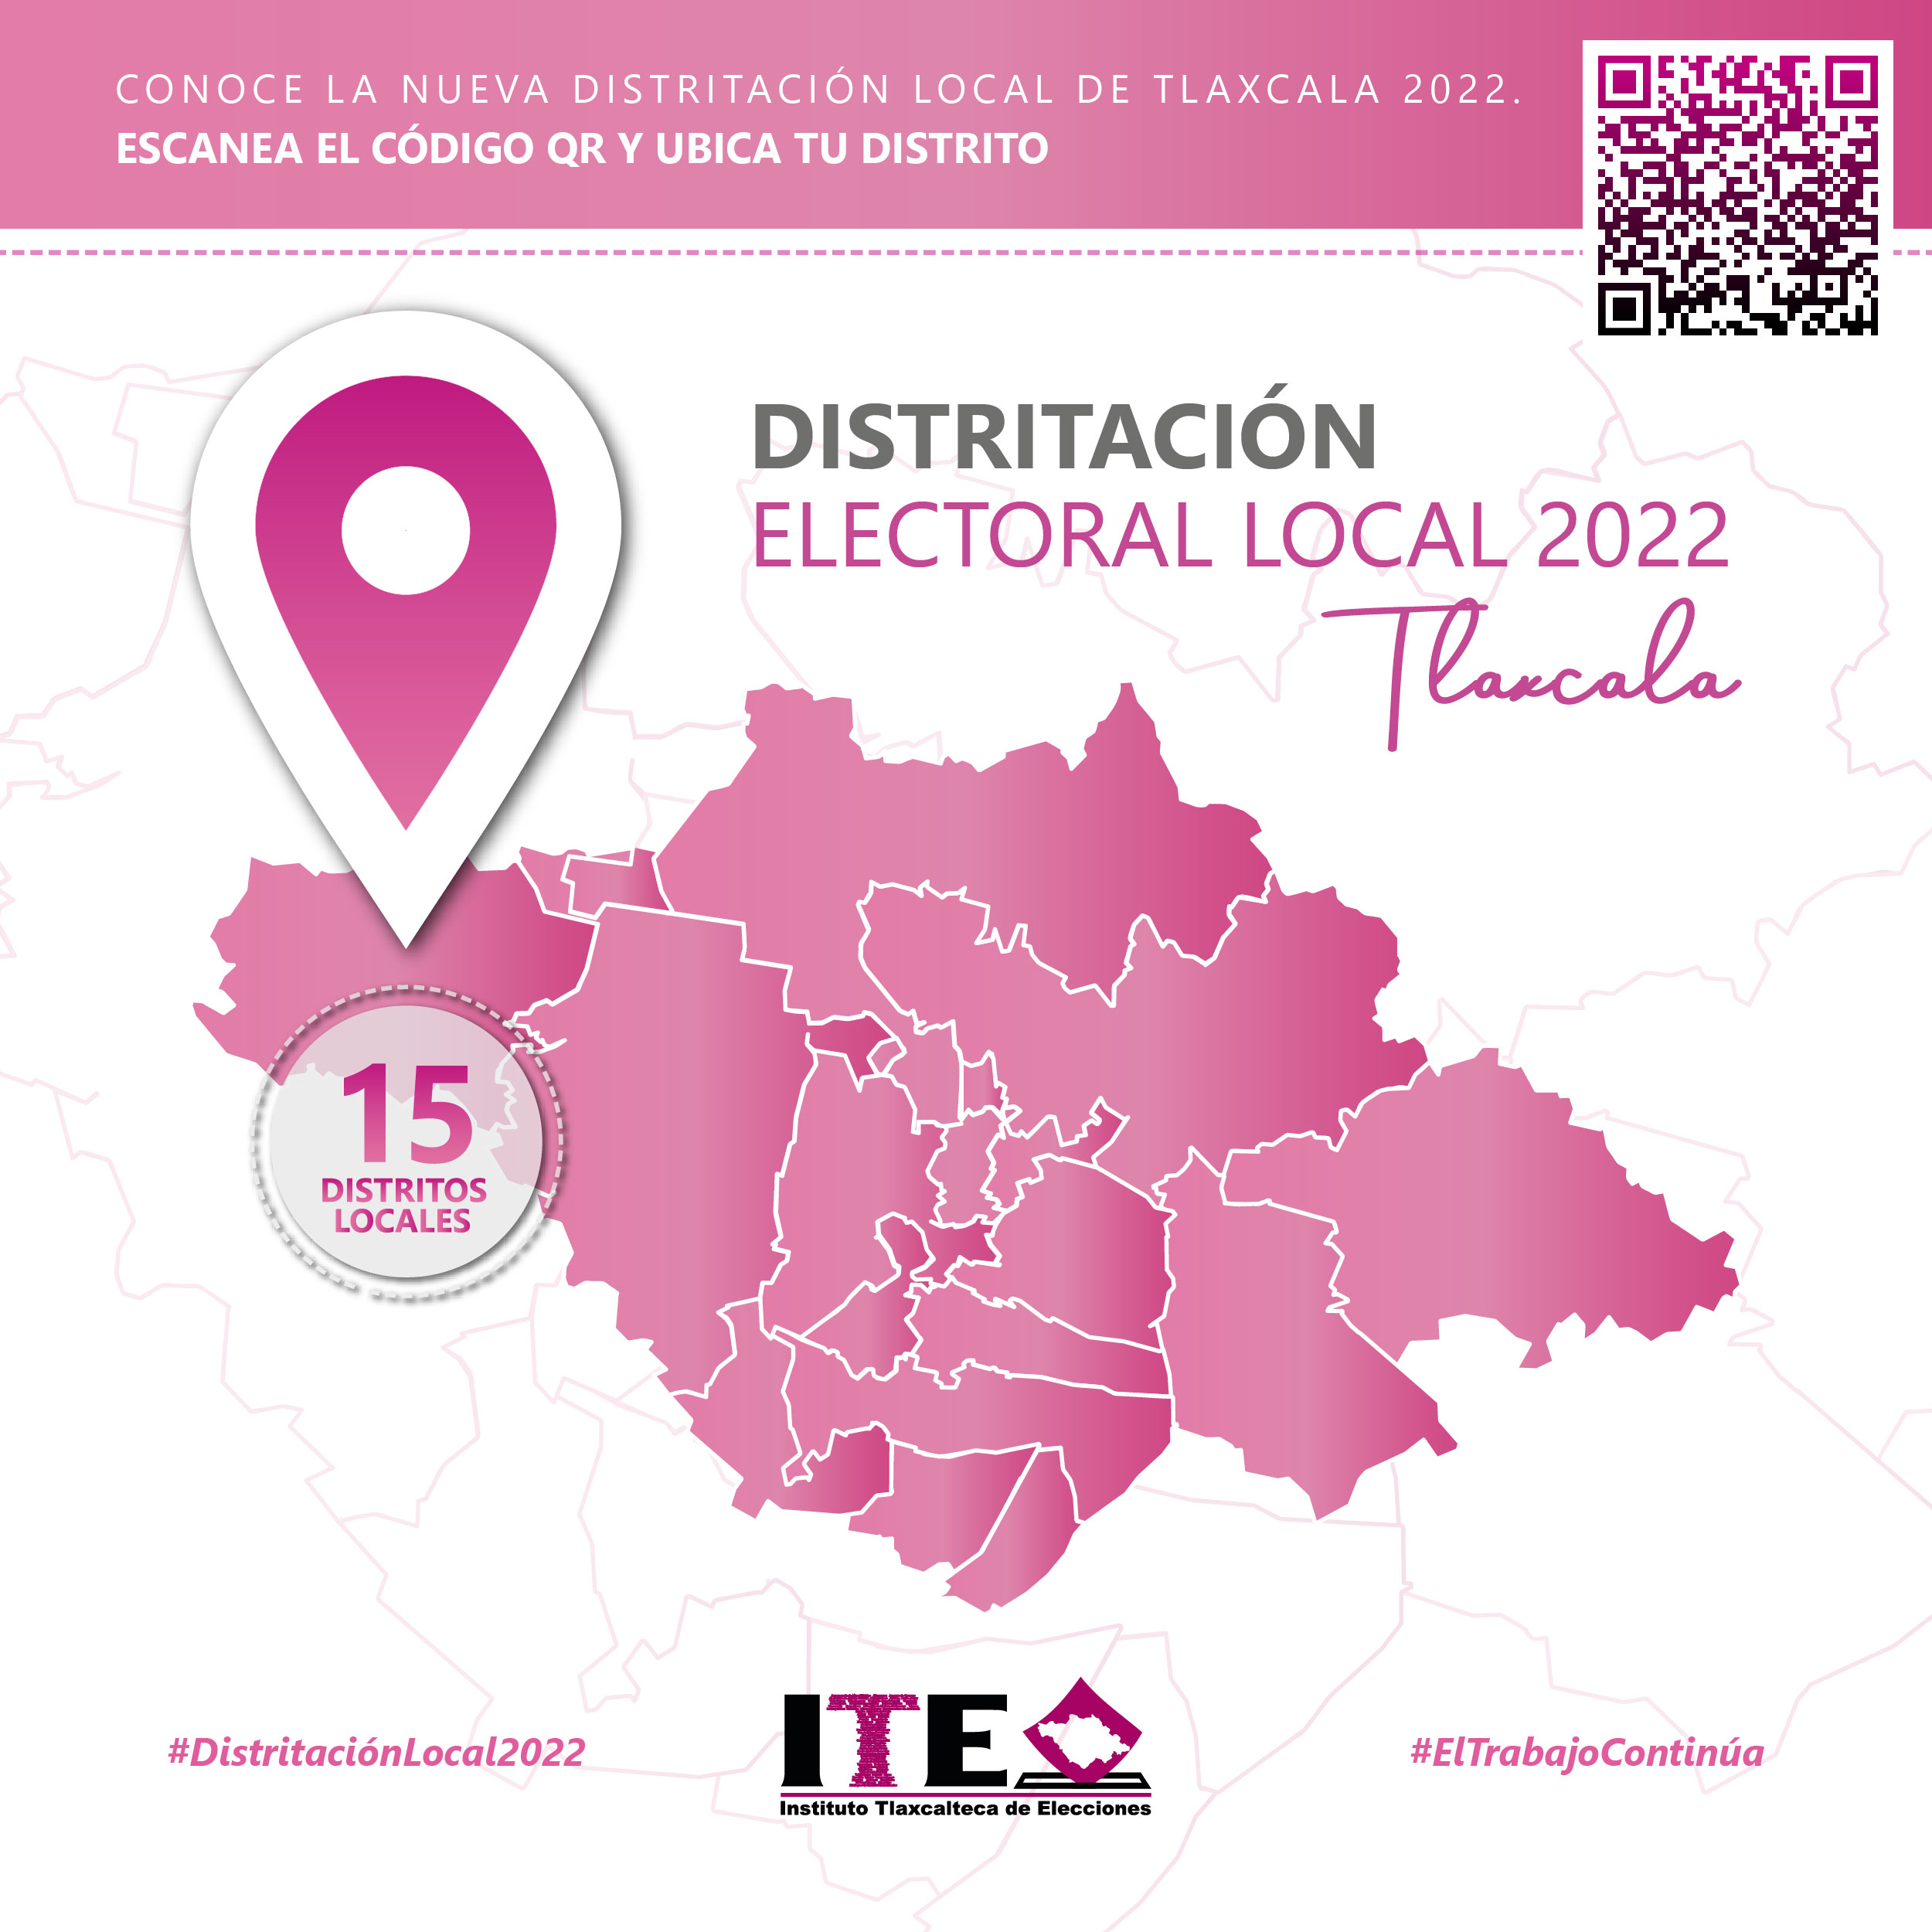 CONOCE LA NUEVA DISTRITACIÓN LOCAL DE TLAXCALA 2022.
ESCANEA EL CÓDIGO QR Y UBICA TU DISTRITO
DISTRITACIÓN
ELECTORAL LOCAL 2022
Tlaxcala
15
DISTRITOS
LOCALES
#DistritaciónLocal2022
ITE
Instituto Tlaxcalteca de Elecciones
#ElTrabajoContinúa